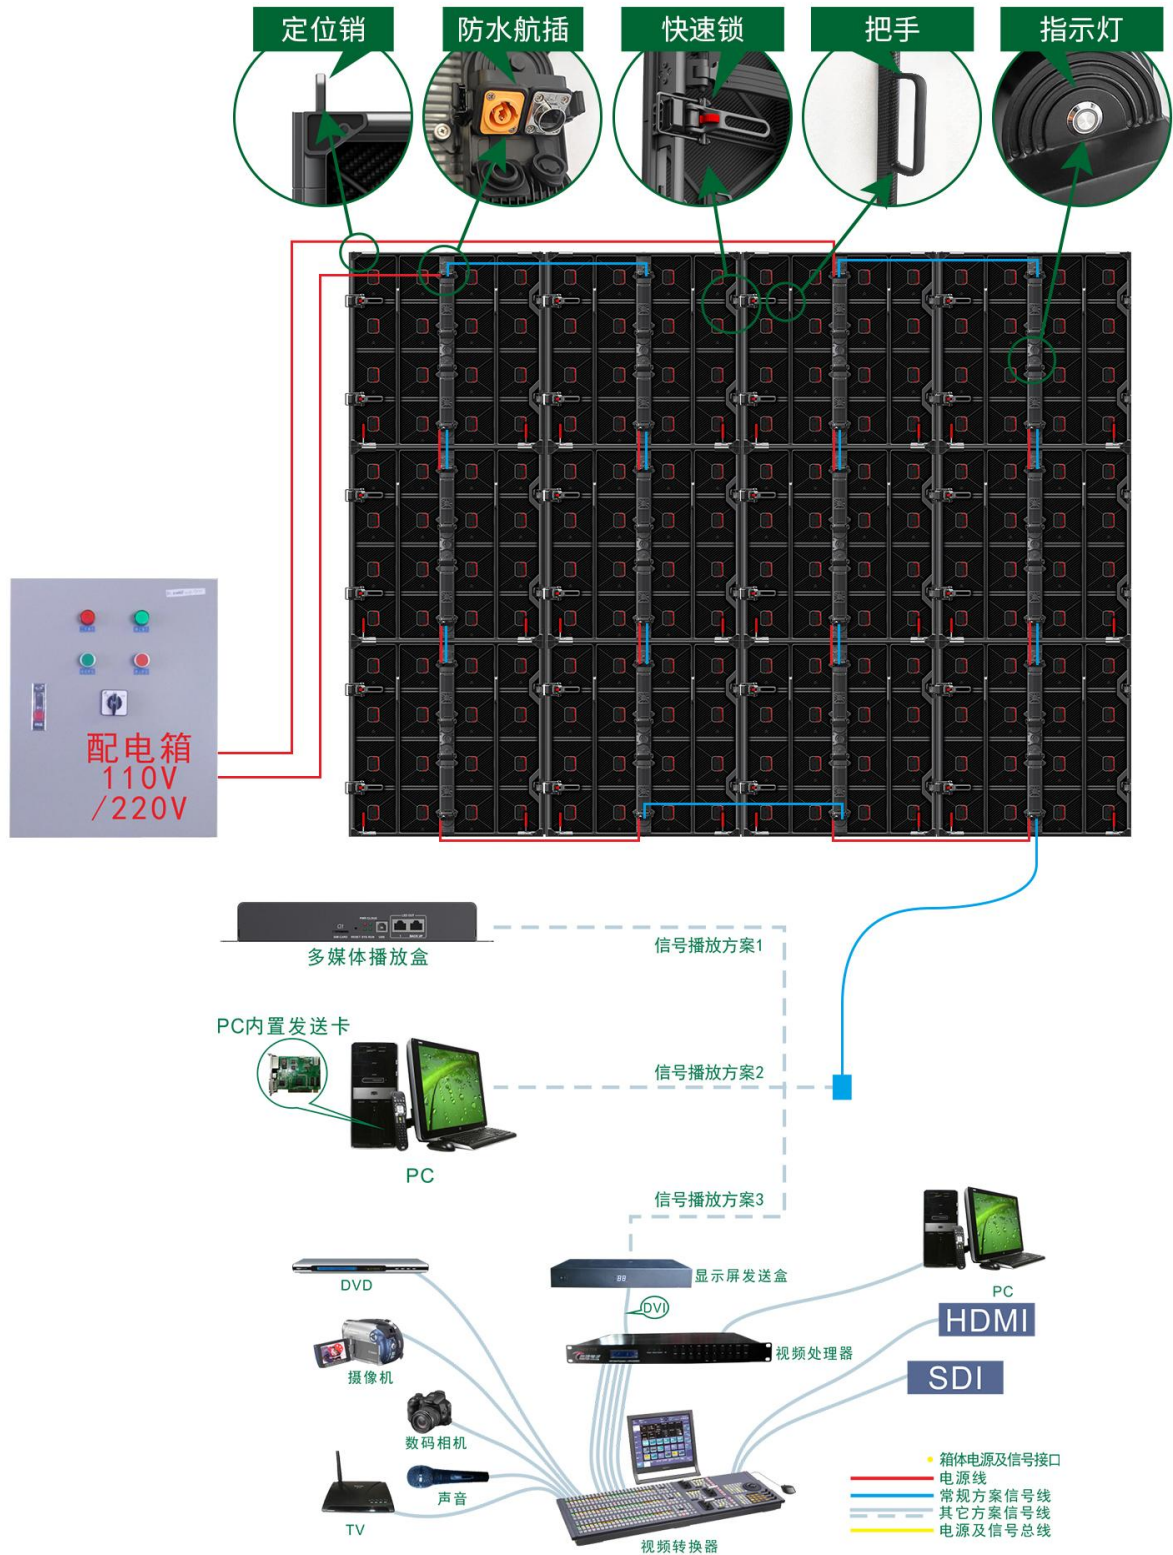 定位销
防水航插
快速锁
把手
指示灯
配电箱
110V
/220V
多媒体播放盒
信号播放方案1
PC内置发送卡
信号播放方案2
PC
信号播放方案3
DVD
显示屏发送盒
PC
DVI
HDMI
摄像机
视频处理器
SDI
数码相机
声音
TV
视频转换器
箱体电源及信号接口
电源线
常规方案信号线
其它方案信号线
电源及信号总线